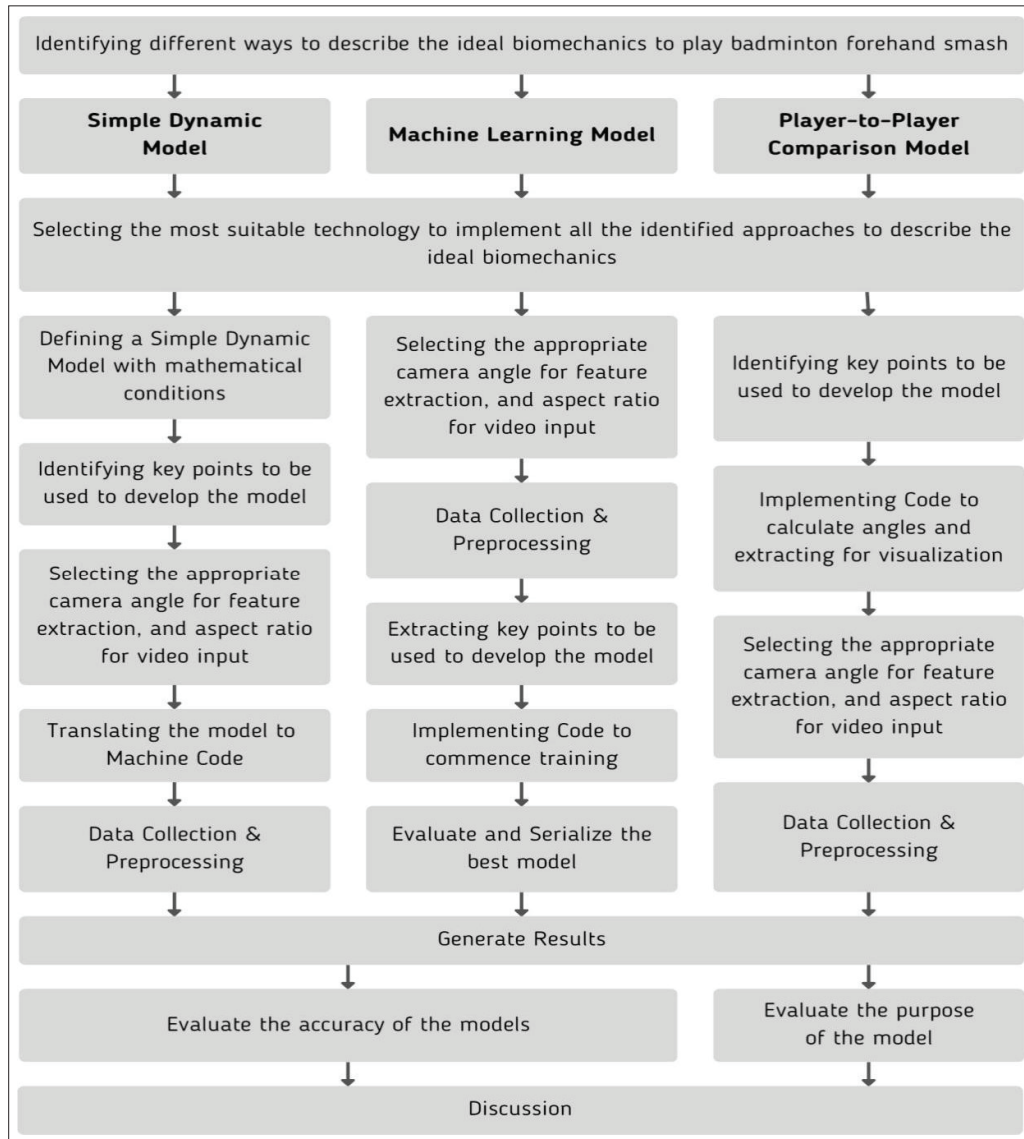 Identifying different ways to describe the ideal biomechanics to play badminton forehand smash
Simple Dynamic
Model
Machine Learning Model
Player-to-Player
Comparison Model
Selecting the most suitable technology to implement all the identified approaches to describe the
ideal biomechanics
Defining a Simple Dynamic
Model with mathematical
conditions
Identifying key points to be
used to develop the model
Selecting the appropriate
camera angle for feature
extraction, and aspect ratio
for video input
Translating the model to
Machine Code
Data Collection &
Preprocessing
Selecting the appropriate
camera angle for feature
extraction, and aspect ratio
for video input
Data Collection &
Preprocessing
Extracting key points to be
used to develop the model
Implementing Code to
commence training
Evaluate and Serialize the
best model
Identifying key points to be
used to develop the model
Implementing Code to
calculate angles and
extracting for visualization
Selecting the appropriate
camera angle for feature
extraction, and aspect ratio
for video input
Data Collection &
Preprocessing
Generate Results
Evaluate the accuracy of the models
Evaluate the purpose
of the model
Discussion